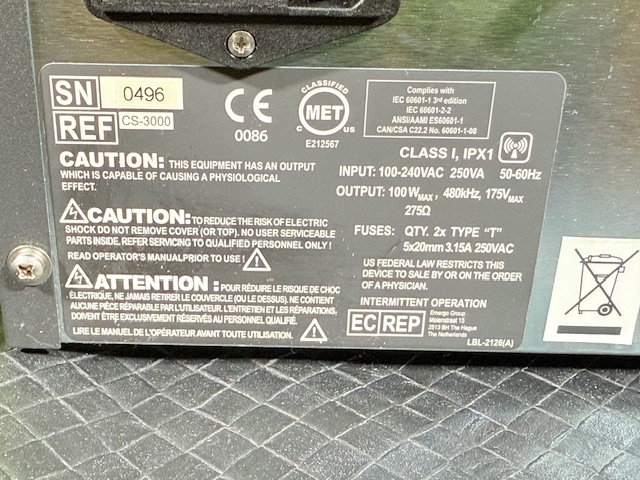 SN 0496
REF CS-3000
CE
0086
CLASSIFIED
MET
C US
E212567
Complies with
IEC 60601-1 3rd edition
IEC 60601-2-2
ANSI/AAMI ES60601-1
CAN/CSA C22.2 No. 60601-1-08
CLASS I, IPX1
INPUT: 100-240VAC 250VA 50-60Hz
OUTPUT: 100WMAX, 480kHz, 175VMAX
275Ω
FUSES: QTY. 2x TYPE "T"
5x20mm 3.15A 250VAC
US FEDERAL LAW RESTRICTS THIS
DEVICE TO SALE BY OR ON THE ORDER
OF A PHYSICIAN.
INTERMITTENT OPERATION
EC REP
Emergo Group
Molenstraat 15
2513 BH The Hague
The Netherlands
LBL-2126(A)
CAUTION: THIS EQUIPMENT HAS AN OUTPUT
WHICH IS CAPABLE OF CAUSING A PHYSIOLOGICAL
EFFECT.
CAUTION: TO REDUCE THE RISK OF ELECTRIC
SHOCK DO NOT REMOVE COVER (OR TOP). NO USER SERVICEABLE
PARTS INSIDE. REFER SERVICING TO QUALIFIED PERSONNEL ONLY !
READ OPERATOR'S MANUAL PRIOR TO USE !
ATTENTION : POUR RÉDUIRE LE RISQUE DE CHOC
ÉLECTRIQUE, NE JAMAIS RETIRER LE COUVERCLE (OU LE DESSUS). NE CONTENT
AUCUNE PIÈCE RÉPARABLE PAR L'UTILISATEUR. L'ENTRETIEN ET LES RÉPARATIONS,
DOIVENT ÊTRE EXCLUSIVEMENT RÉSERVÉS AU PERSONNEL QUALIFIÉ.
LIRE LE MANUEL DE L'OPÉRATEUR AVANT TOUTE UTILISATION.